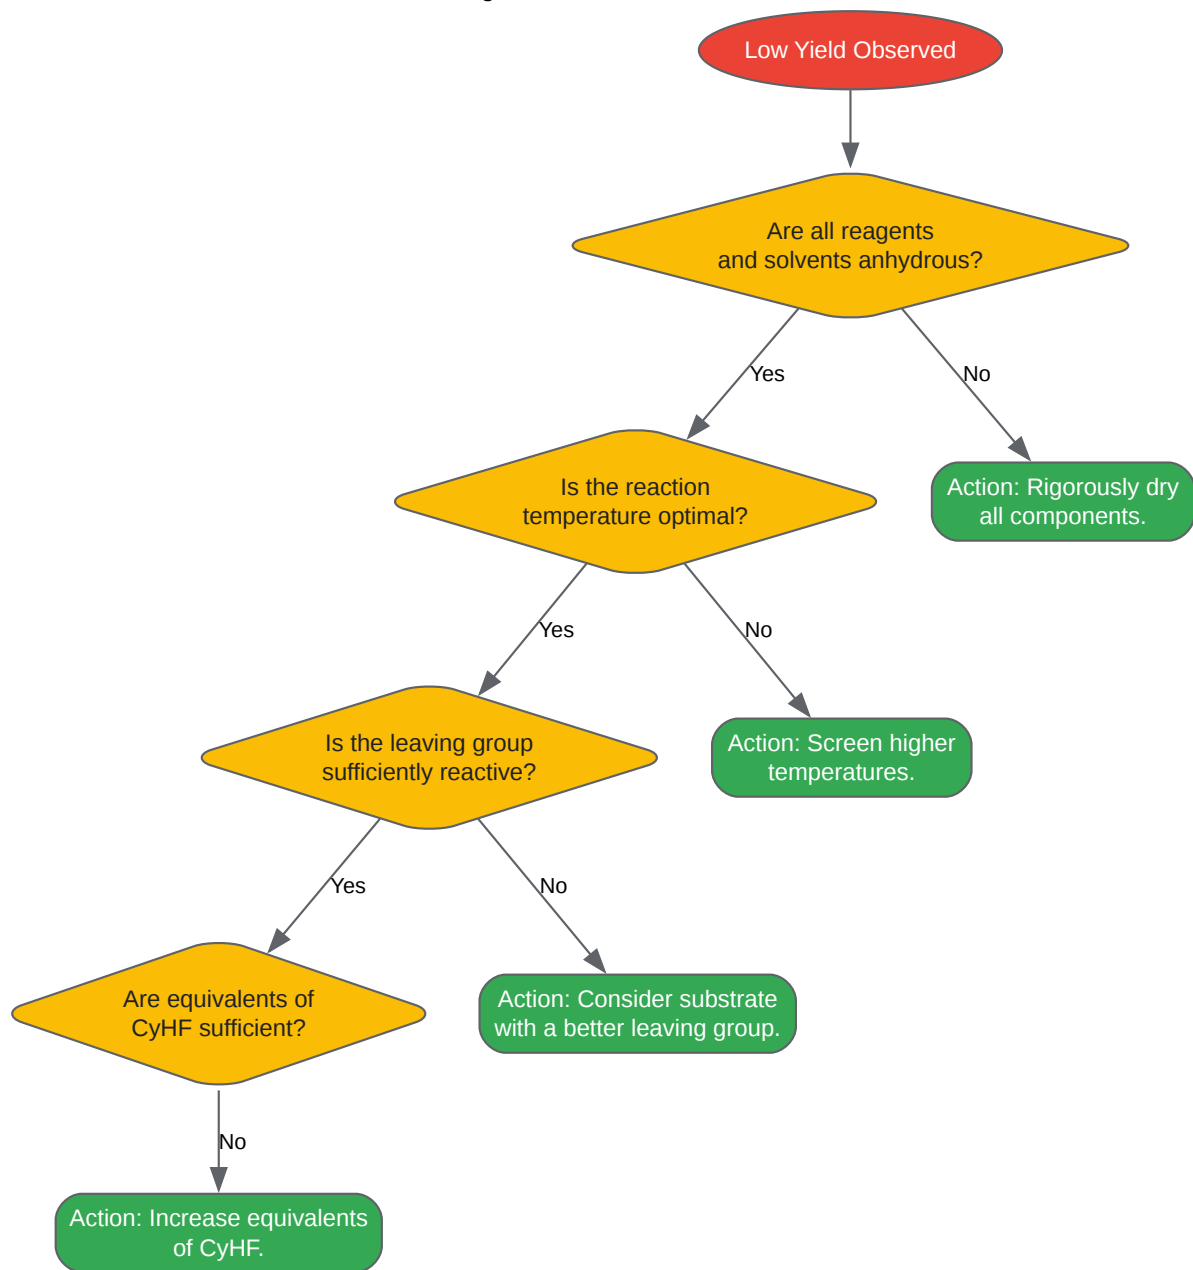 Low Yield Observed
Are all reagents
and solvents anhydrous?
Yes
No
Is the reaction
temperature optimal?
Action: Rigorously dry
all components.
Yes
No
Is the leaving group
sufficiently reactive?
Action: Screen higher
temperatures.
Yes
No
Are equivalents of
CyHF sufficient?
Action: Consider substrate
with a better leaving group.
No
Action: Increase equivalents
of CyHF.